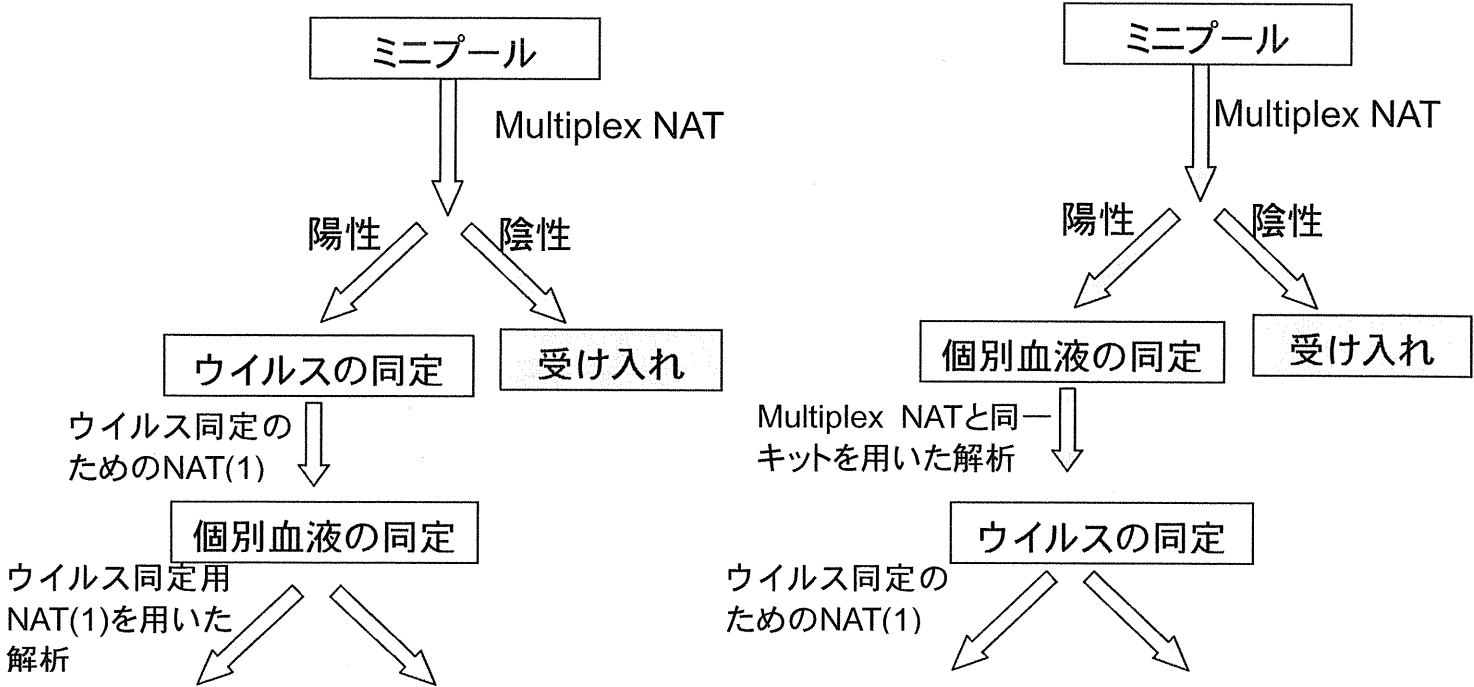 ミニプール
Multiplex NAT
陽性
陰性
ウイルスの同定
受け入れ
ウイルス同定の
ためのNAT(1)
個別血液の同定
ウイルス同定用
NAT(1)を用いた
解析
ミニプール
Multiplex NAT
陽性
陰性
個別血液の同定
受け入れ
Multiplex NATと同一
キットを用いた解析
ウイルスの同定
ウイルス同定の
ためのNAT(1)